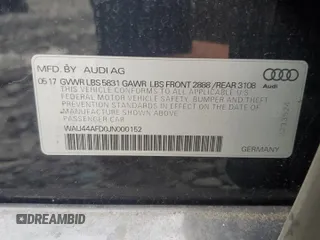 MFD. BY AUDI AG
05 17 GVWR LBS 5831 GAWR LBS FRONT 2888 / REAR 3108
THIS VEHICLE CONFORMS TO ALL APPLICABLE U.S
FEDERAL MOTOR VEHICLE SAFETY, BUMPER AND THEFT
PREVENTION STANDARDS IN EFFECT ON THE DATE OF
MANUFACTURE SHOWN ABOVE
PASSENGER CAR
WAU44AFD0JN000152
GERMANY
Audi
DREAMBID